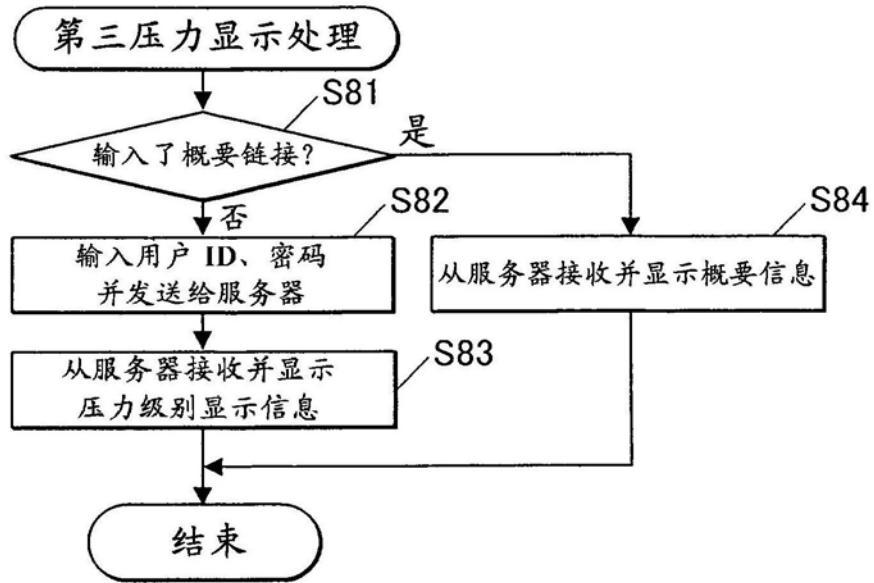 第三压力显示处理
S81
输入了概要链接?
是
否
S82
输入用户 ID、密码
并发送给服务器
S84
从服务器接收并显示概要信息
S83
从服务器接收并显示
压力级别显示信息
结束